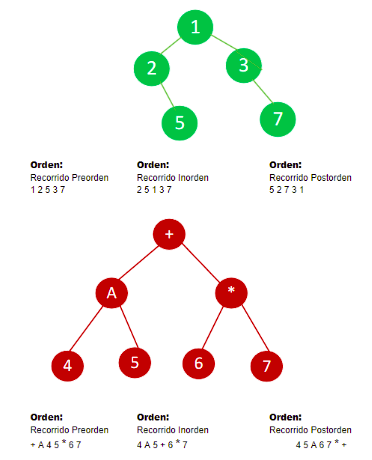 1
2 3
5 7
Orden: Orden: Orden:
Recorrido Preorden Recorrido Inorden Recorrido Postorden
1 2 5 3 7 2 5 1 3 7 5 2 7 3 1
+
A *
4 5 6 7
Orden: Orden: Orden:
Recorrido Preorden Recorrido Inorden Recorrido Postorden
+ A 4 5 * 6 7 4 A 5 + 6 * 7 4 5 A 6 7 * +